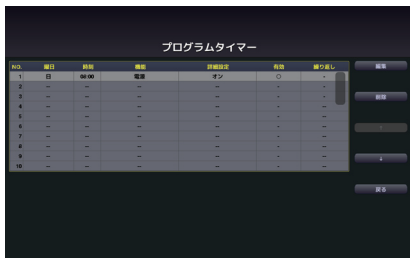 プログラムタイマー
NO. 曜日 時刻 機能 詳細設定 有効 繰り返し
1 日 00:00 電源 オン ○ -
2 -- -- -- -- - --
3 -- -- -- -- - --
4 -- -- -- -- - --
5 -- -- -- -- - --
6 -- -- -- -- - --
7 -- -- -- -- - --
8 -- -- -- -- - --
9 -- -- -- -- - --
10 -- -- -- -- - --
編集
削除
↑
↓
戻る